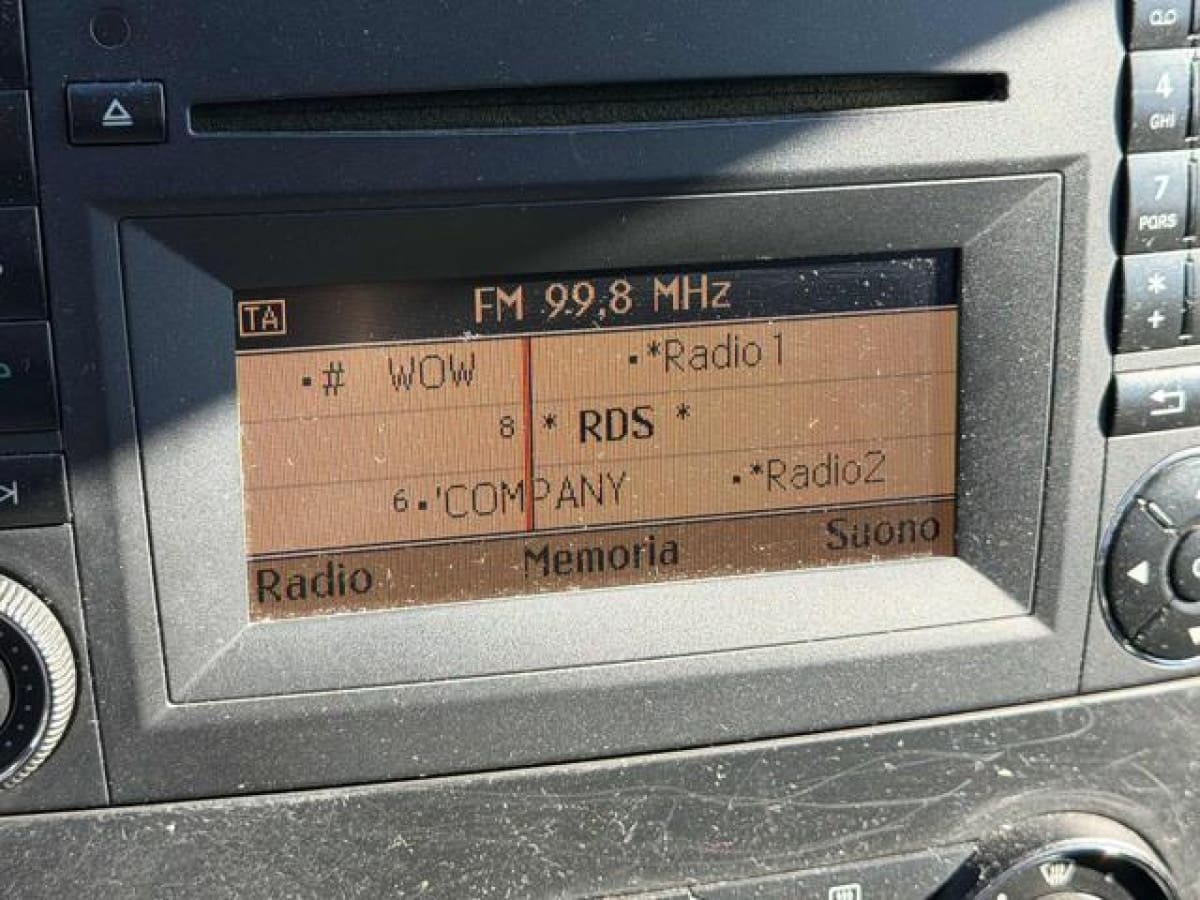 TA FM 99,8 MHz
.# WOW .*Radio1
8 * RDS *
6.'COMPANY .*Radio2
Radio Memoria Suono
4
GHI
7
PQRS
*
+